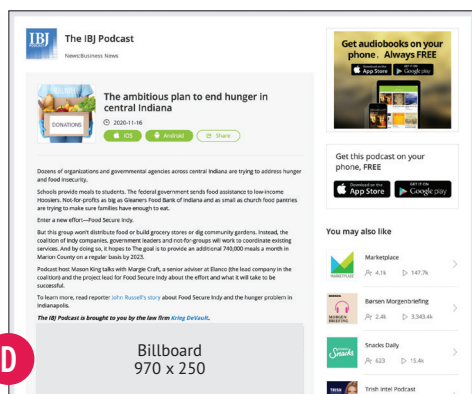 IBJ
PODCAST
The IBJ Podcast
News:Business News
DONATIONS
The ambitious plan to end hunger in
central Indiana
2020-11-16
iOS
Android
Share
Dozens of organizations and governmental agencies across central Indiana are trying to address hunger
and food insecurity.
Schools provide meals to students. The federal government sends food assistance to low-income
Hoosiers. Not-for-profits as big as Gleaners Food Bank of Indiana and as small as church food pantries
are trying to make sure families have enough to eat.
Enter a new effort—Food Secure Indy.
But this group won't distribute food or build grocery stores or dig community gardens. Instead, the
coalition of Indy companies, government leaders and not-for-groups will work to coordinate existing
services. And by doing so, it hopes to The goal is to provide an additional 740,000 meals a month in
Marion County on a regular basis by 2023.
Podcast host Mason King talks with Margie Craft, a senior adviser at Elanco (the lead company in the
coalition) and the project lead for Food Secure Indy about the effort and what it will take to be
successful.
To learn more, read reporter John Russell's story about Food Secure Indy and the hunger problem in
Indianapolis.
The IBJ Podcast is brought to you by the law firm Krieg DeVault.
D
Billboard
970 x 250
Get audiobooks on your
phone, Always FREE
Download on the
App Store
GET IT ON
Google play
Get this podcast on your
phone, FREE
Download on the
App Store
GET IT ON
Google play
You may also like
MARKETPLACE
Marketplace
4.1k
147.7k
MORGEN
BRIEFING
Børsen Morgenbriefing
2.4k
3,343.4k
Snacks
Snacks Daily
623
15.4k
TRISH
Trish Intel Podcast